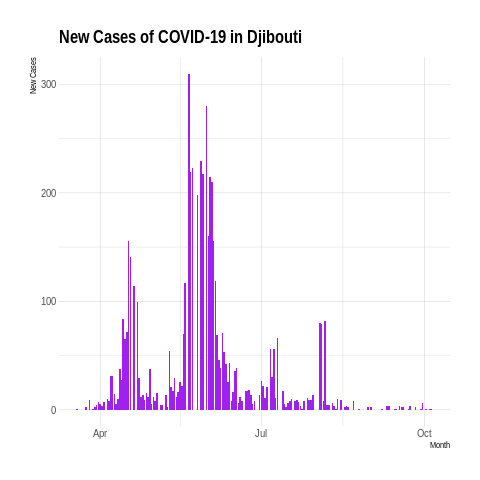 New Cases of COVID-19 in Djibouti
New Cases
300
200
100
0
Apr
Jul
Oct
Month